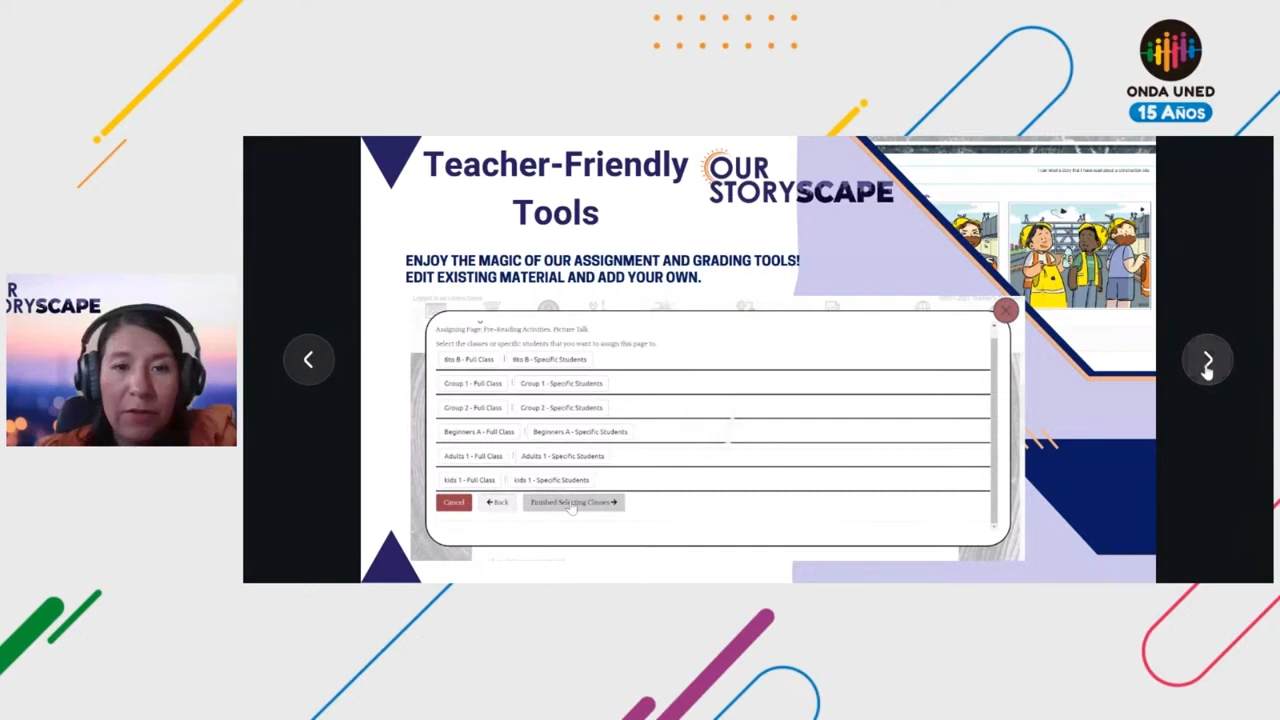 ONDA UNED
15 AÑOS
Teacher-Friendly
Tools
OUR
STORYSCAPE
ENJOY THE MAGIC OF OUR ASSIGNMENT AND GRADING TOOLS!
EDIT EXISTING MATERIAL AND ADD YOUR OWN.
Assigning Page: Pre-Reading Activities, Picture Talk
Select the classes or specific students that you want to assign this page to.
6to B - Full Class | 6to B - Specific Students
Group 1 - Full Class | Group 1 - Specific Students
Group 2 - Full Class | Group 2 - Specific Students
Beginners A - Full Class | Beginners A - Specific Students
Adults 1 - Full Class | Adults 1 - Specific Students
kids 1 - Full Class | kids 1 - Specific Students
Cancel ← Back Finished Selecting Classes →
R
ORYSCAPE